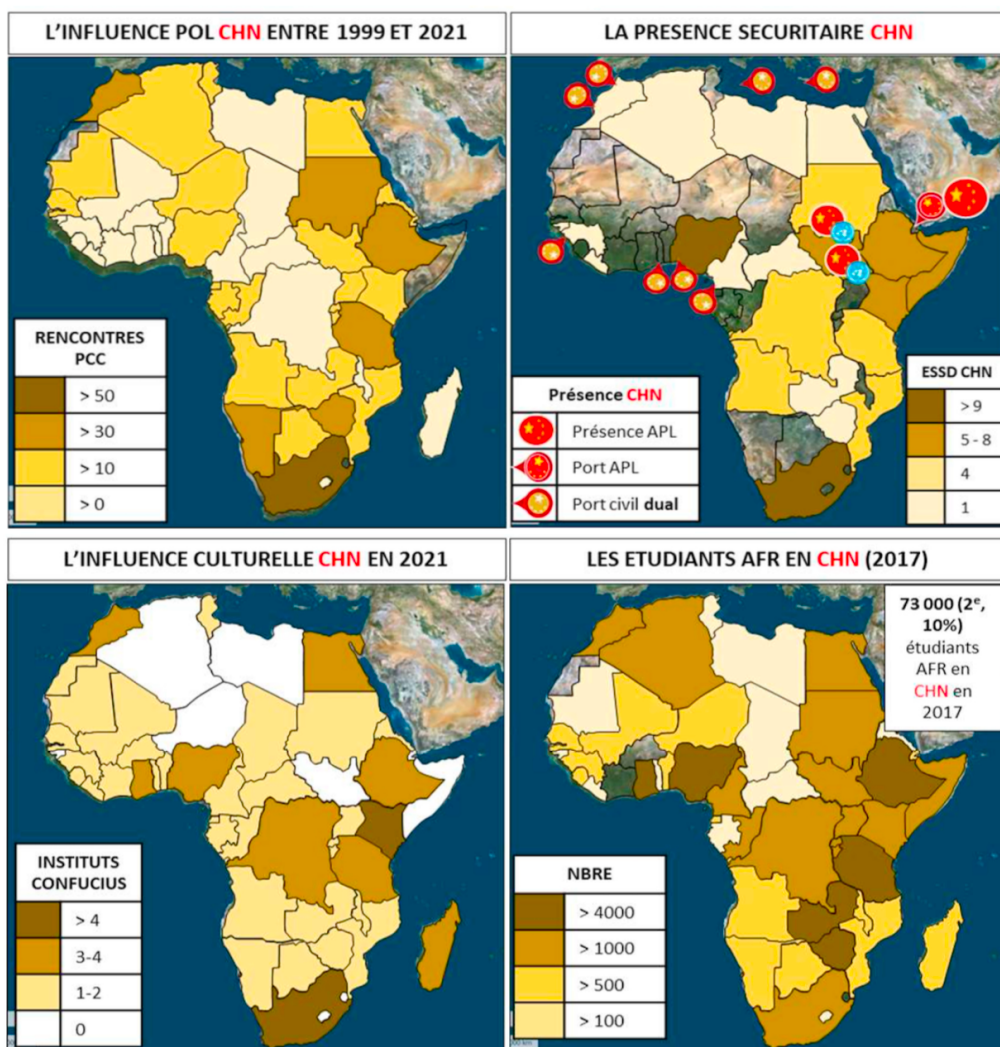 L'INFLUENCE POL CHN ENTRE 1999 ET 2021
RENCONTRES
PCC
> 50
> 30
> 10
> 0
LA PRESENCE SECURITAIRE CHN
Présence CHN
Présence APL
Port APL
Port civil dual
ESSD CHN
> 9
5 - 8
4
1
L'INFLUENCE CULTURELLE CHN EN 2021
INSTITUTS
CONFUCIUS
> 4
3-4
1-2
0
LES ETUDIANTS AFR EN CHN (2017)
73 000 (2e,
10%)
étudiants
AFR en
CHN en
2017
NBRE
> 4000
> 1000
> 500
> 100